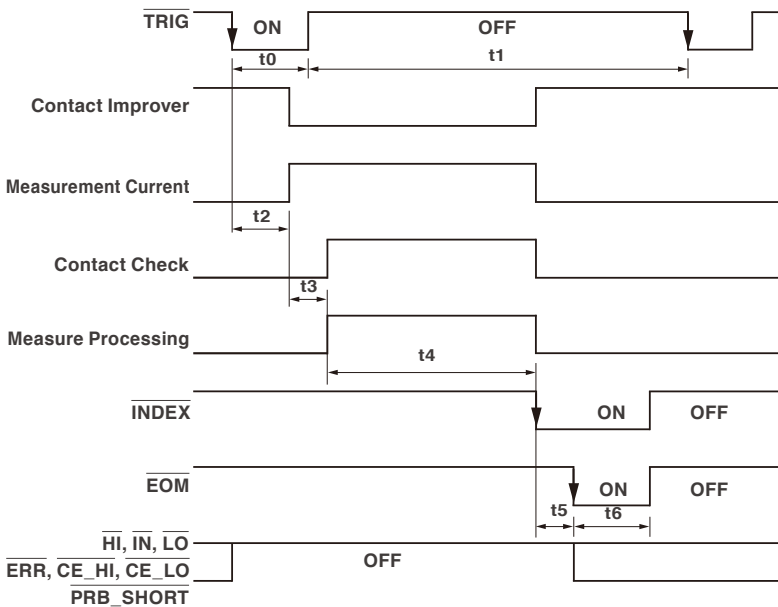 TRIG
ON
OFF
t0
t1
Contact Improver
Measurement Current
t2
Contact Check
t3
Measure Processing
t4
INDEX
ON
OFF
EOM
ON
OFF
t5
t6
HI, IN, LO
OFF
ERR, CE_HI, CE_LO
PRB_SHORT